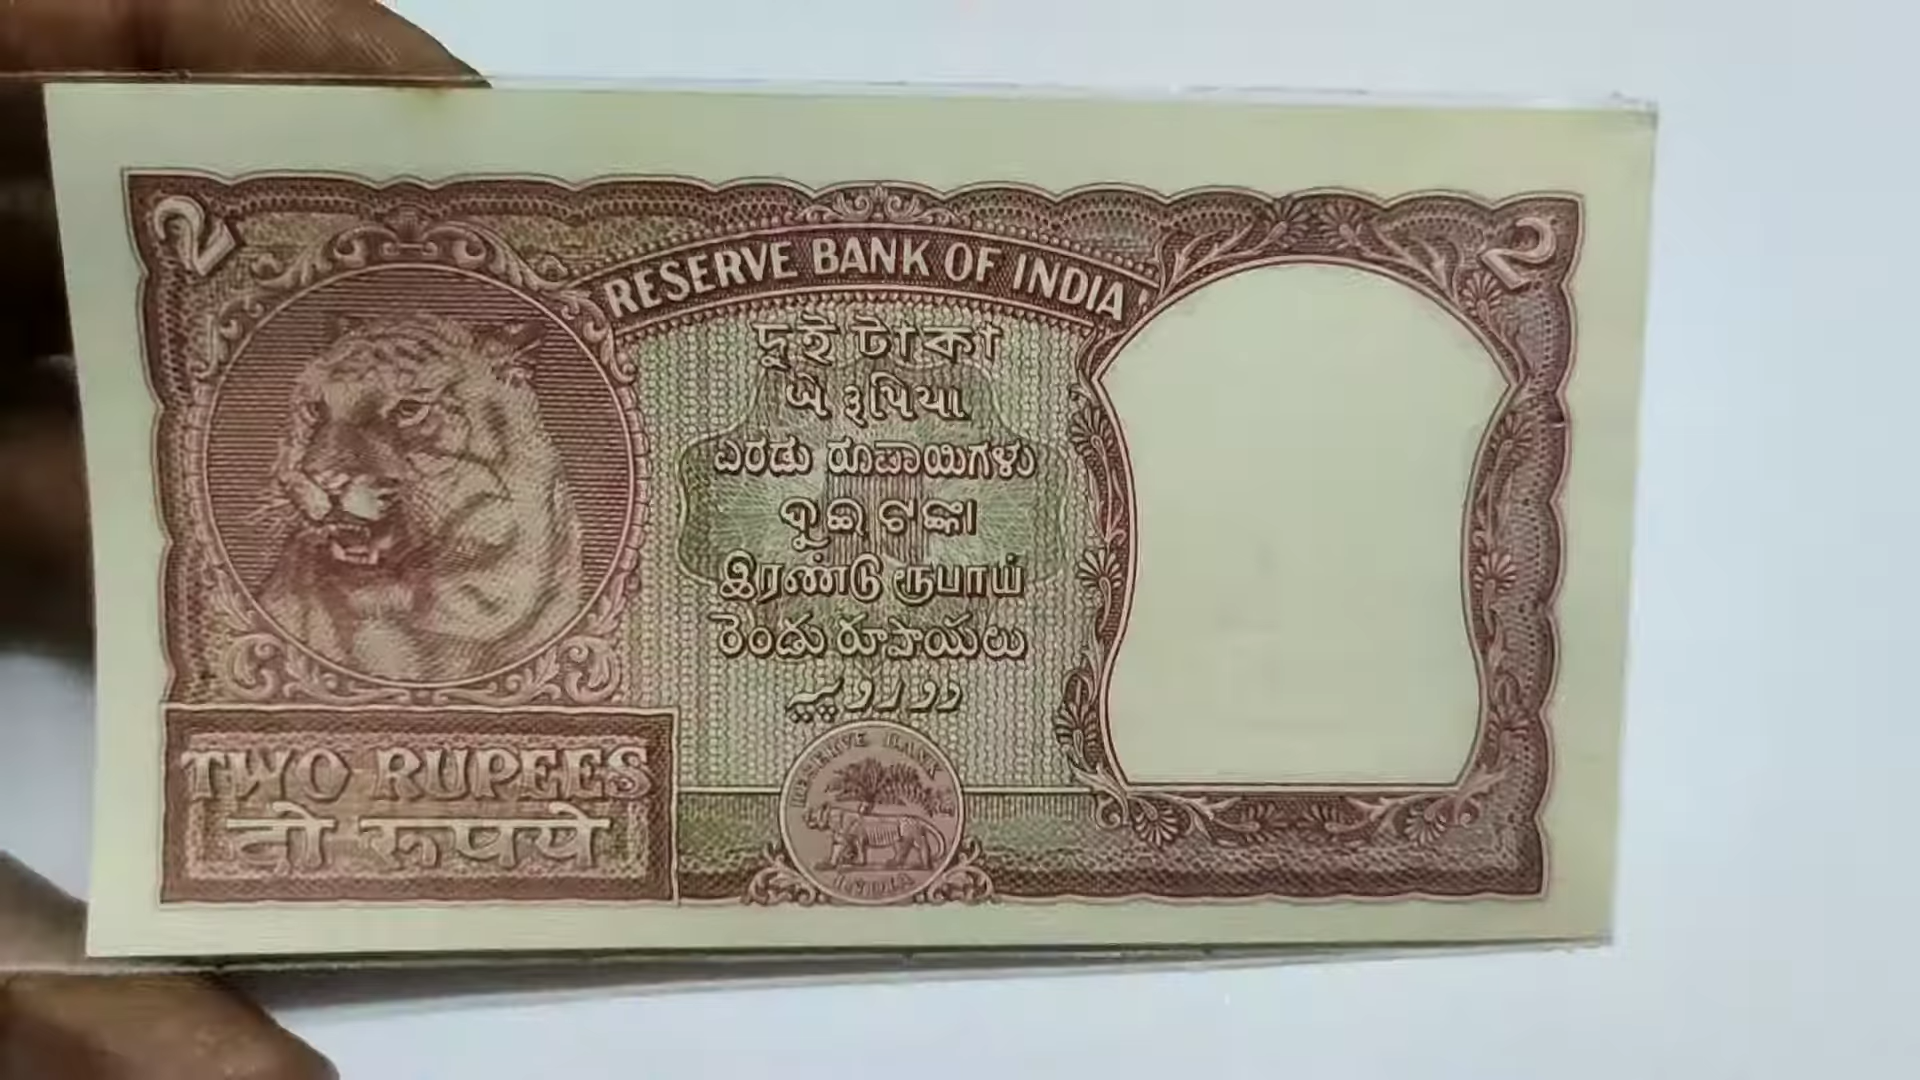 2
2
RESERVE BANK OF INDIA
দুই টাকা
બે રૂપિયા
ಎರಡು ರೂಪಾಯಿಗಳು
ଦୁଇ ଟଙ୍କା
இரண்டு ரூபாய்
రెండు రూపాయలు
دو روپیہ
TWO RUPEES
दो रुपये
RESERVE BANK
INDIA